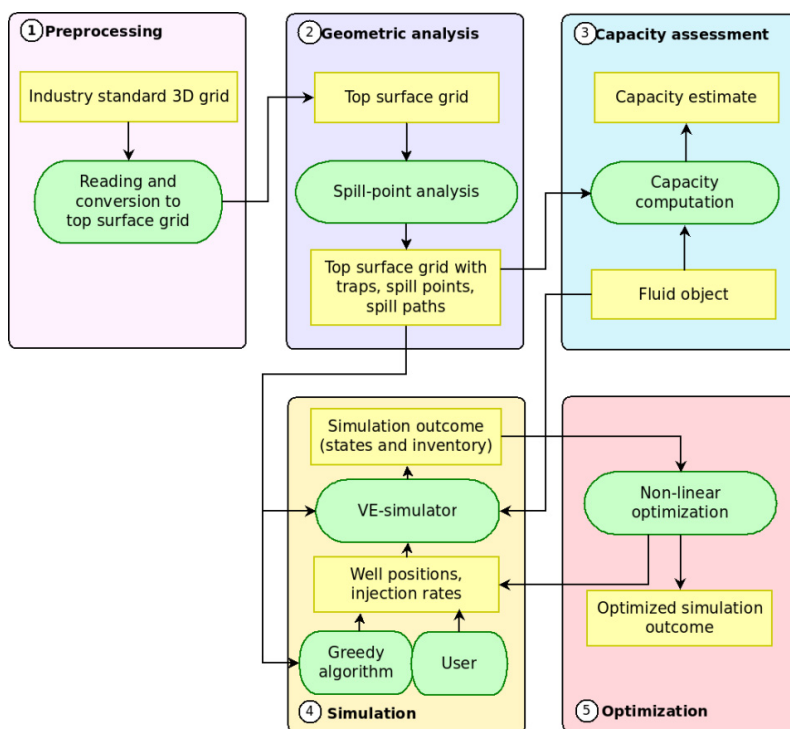 1 Preprocessing
Industry standard 3D grid
Reading and
conversion to
top surface grid
2 Geometric analysis
Top surface grid
Spill-point analysis
Top surface grid with
traps, spill points,
spill paths
3 Capacity assessment
Capacity estimate
Capacity
computation
Fluid object
Simulation outcome
(states and inventory)
VE-simulator
Well positions,
injection rates
Greedy
algorithm
User
4 Simulation
Non-linear
optimization
Optimized simulation
outcome
5 Optimization